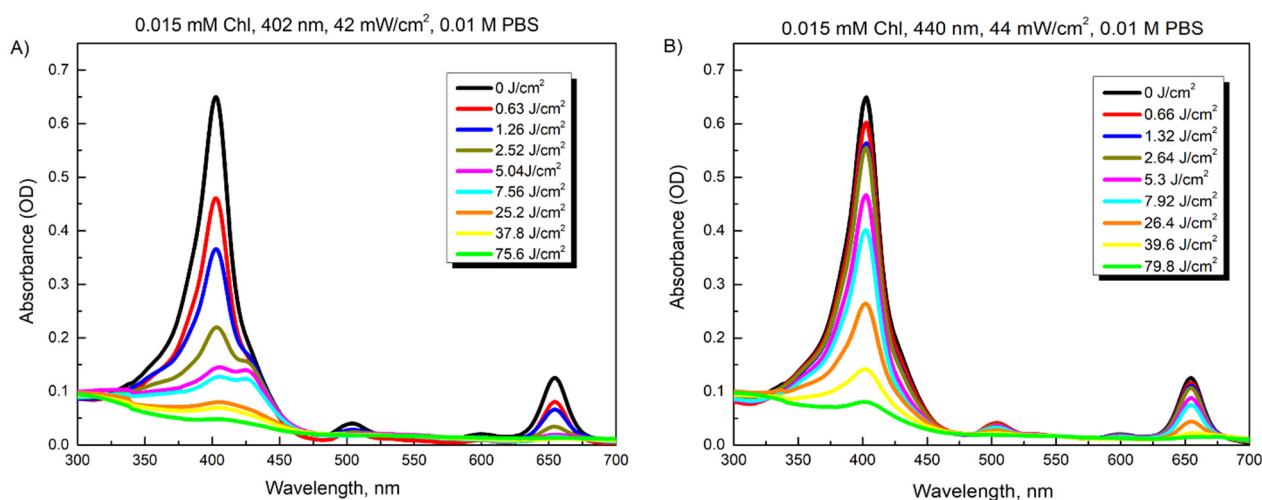 0.015 mM Chl, 402 nm, 42 mW/cm², 0.01 M PBS
A)
0.7
0.6
0.5
0.4
0.3
0.2
0.1
0.0
Absorbance (OD)
0 J/cm²
0.63 J/cm²
1.26 J/cm²
2.52 J/cm²
5.04J/cm²
7.56 J/cm²
25.2 J/cm²
37.8 J/cm²
75.6 J/cm²
300 350 400 450 500 550 600 650 700
Wavelength, nm
0.015 mM Chl, 440 nm, 44 mW/cm², 0.01 M PBS
B)
0.7
0.6
0.5
0.4
0.3
0.2
0.1
0.0
Absorbance (OD)
0 J/cm²
0.66 J/cm²
1.32 J/cm²
2.64 J/cm²
5.3 J/cm²
7.92 J/cm²
26.4 J/cm²
39.6 J/cm²
79.8 J/cm²
300 350 400 450 500 550 600 650 700
Wavelength, nm